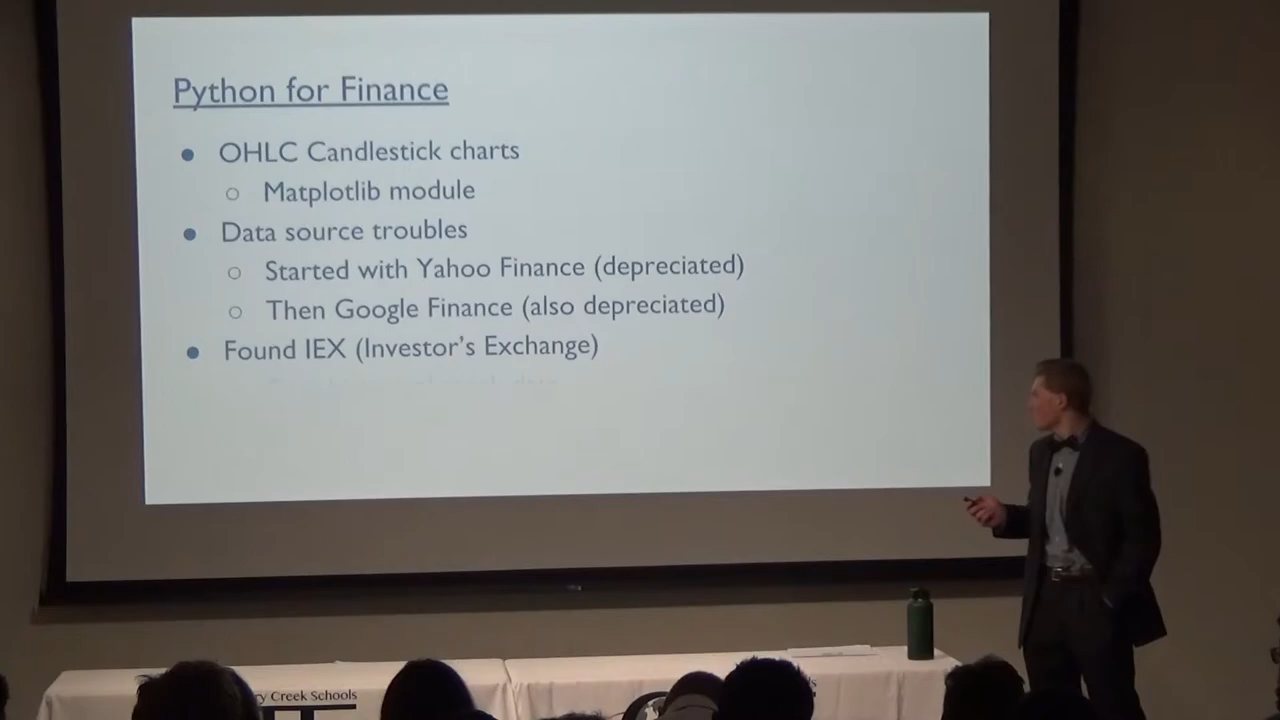 Python for Finance
● OHLC Candlestick charts
○ Matplotlib module
● Data source troubles
○ Started with Yahoo Finance (depreciated)
○ Then Google Finance (also depreciated)
● Found IEX (Investor's Exchange)
Creek Schools